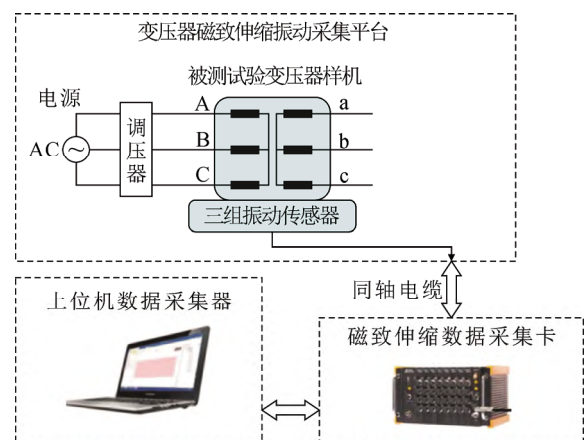 变压器磁致伸缩振动采集平台
被测试验变压器样机
电源
AC
调压器
A
B
C
a
b
c
三组振动传感器
同轴电缆
上位机数据采集器
磁致伸缩数据采集卡